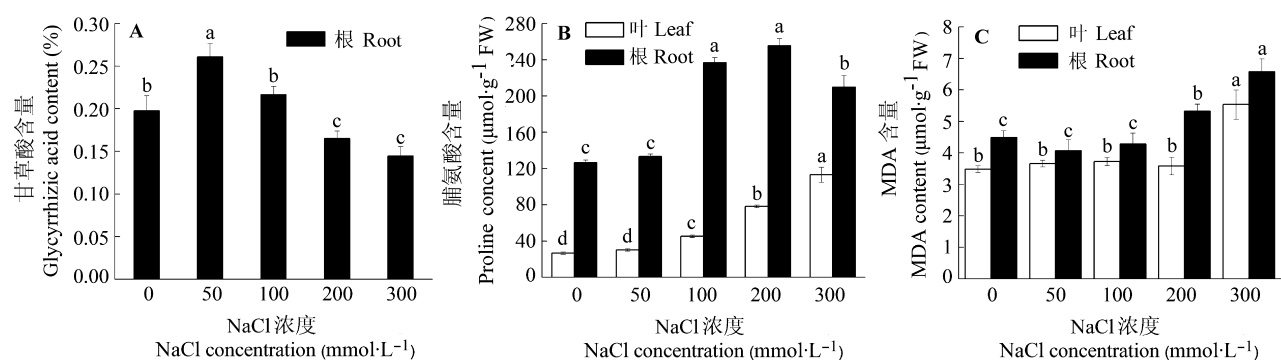 A
根 Root
甘草酸含量
Glycyrrhizic acid content (%)
0.30
0.25
0.20
0.15
0.10
0.05
0.00
b
a
b
c
c
0 50 100 200 300
NaCl浓度
NaCl concentration (mmol·L⁻¹)
B
叶 Leaf
根 Root
脯氨酸含量
Proline concent (μmol·g⁻¹ FW)
280
240
200
160
120
80
40
0
d c
d c
c a
b a
a b
0 50 100 200 300
NaCl浓度
NaCl concentration (mmol·L⁻¹)
C
叶 Leaf
根 Root
MDA 含量
MDA content (μmol·g⁻¹ FW)
8
7
6
5
4
3
2
1
0
b c
b c
b c
b b
a a
0 50 100 200 300
NaCl浓度
NaCl concentration (mmol·L⁻¹)